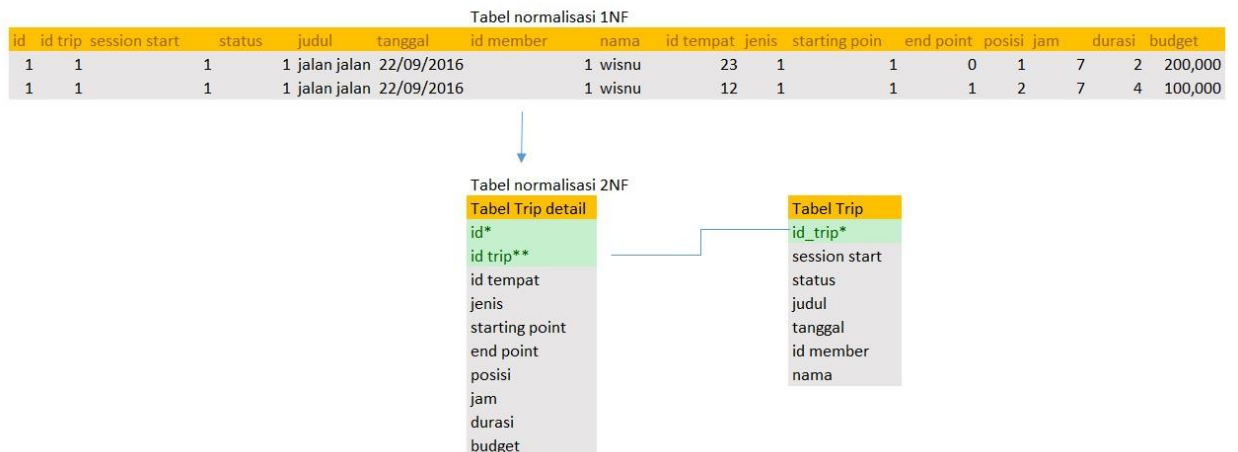 Tabel normalisasi 1NF
id id trip session start status judul tanggal id member nama id tempat jenis starting poin end point posisi jam durasi budget
1 1 1 1 jalan jalan 22/09/2016 1 wisnu 23 1 1 0 1 7 2 200,000
1 1 1 1 jalan jalan 22/09/2016 1 wisnu 12 1 1 1 2 7 4 100,000
Tabel normalisasi 2NF
Tabel Trip detail
id*
id trip**
id tempat
jenis
starting point
end point
posisi
jam
durasi
budget
Tabel Trip
id_trip*
session start
status
judul
tanggal
id member
nama